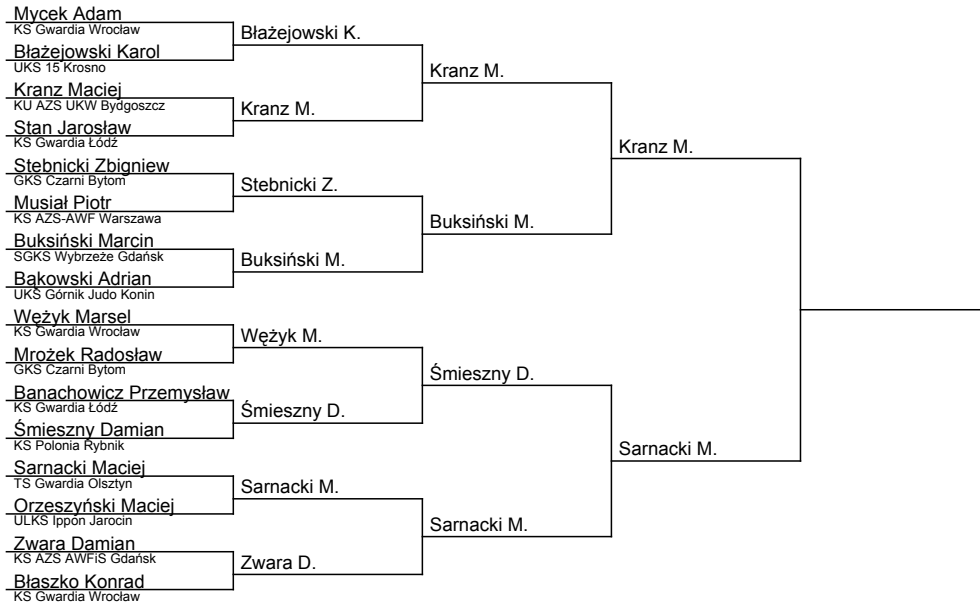 Mycek Adam
KS Gwardia Wrocław
Błażejowski Karol
UKS 15 Krosno
Kranz Maciej
KU AZS UKW Bydgoszcz
Stan Jarosław
KS Gwardia Łódź
Stebnicki Zbigniew
GKS Czarni Bytom
Musiał Piotr
KS AZS-AWF Warszawa
Buksiński Marcin
SGKS Wybrzeże Gdańsk
Bąkowski Adrian
UKS Górnik Judo Konin
Wężyk Marsel
KS Gwardia Wrocław
Mrożek Radosław
GKS Czarni Bytom
Banachowicz Przemysław
KS Gwardia Łódź
Śmieszny Damian
KS Polonia Rybnik
Sarnacki Maciej
TS Gwardia Olsztyn
Orzeszyński Maciej
ULKS Ippon Jarocin
Zwara Damian
KS AZS AWFiS Gdańsk
Błaszko Konrad
KS Gwardia Wrocław
Błażejowski K.
Kranz M.
Stebnicki Z.
Buksiński M.
Wężyk M.
Śmieszny D.
Sarnacki M.
Zwara D.
Kranz M.
Buksiński M.
Śmieszny D.
Sarnacki M.
Kranz M.
Sarnacki M.